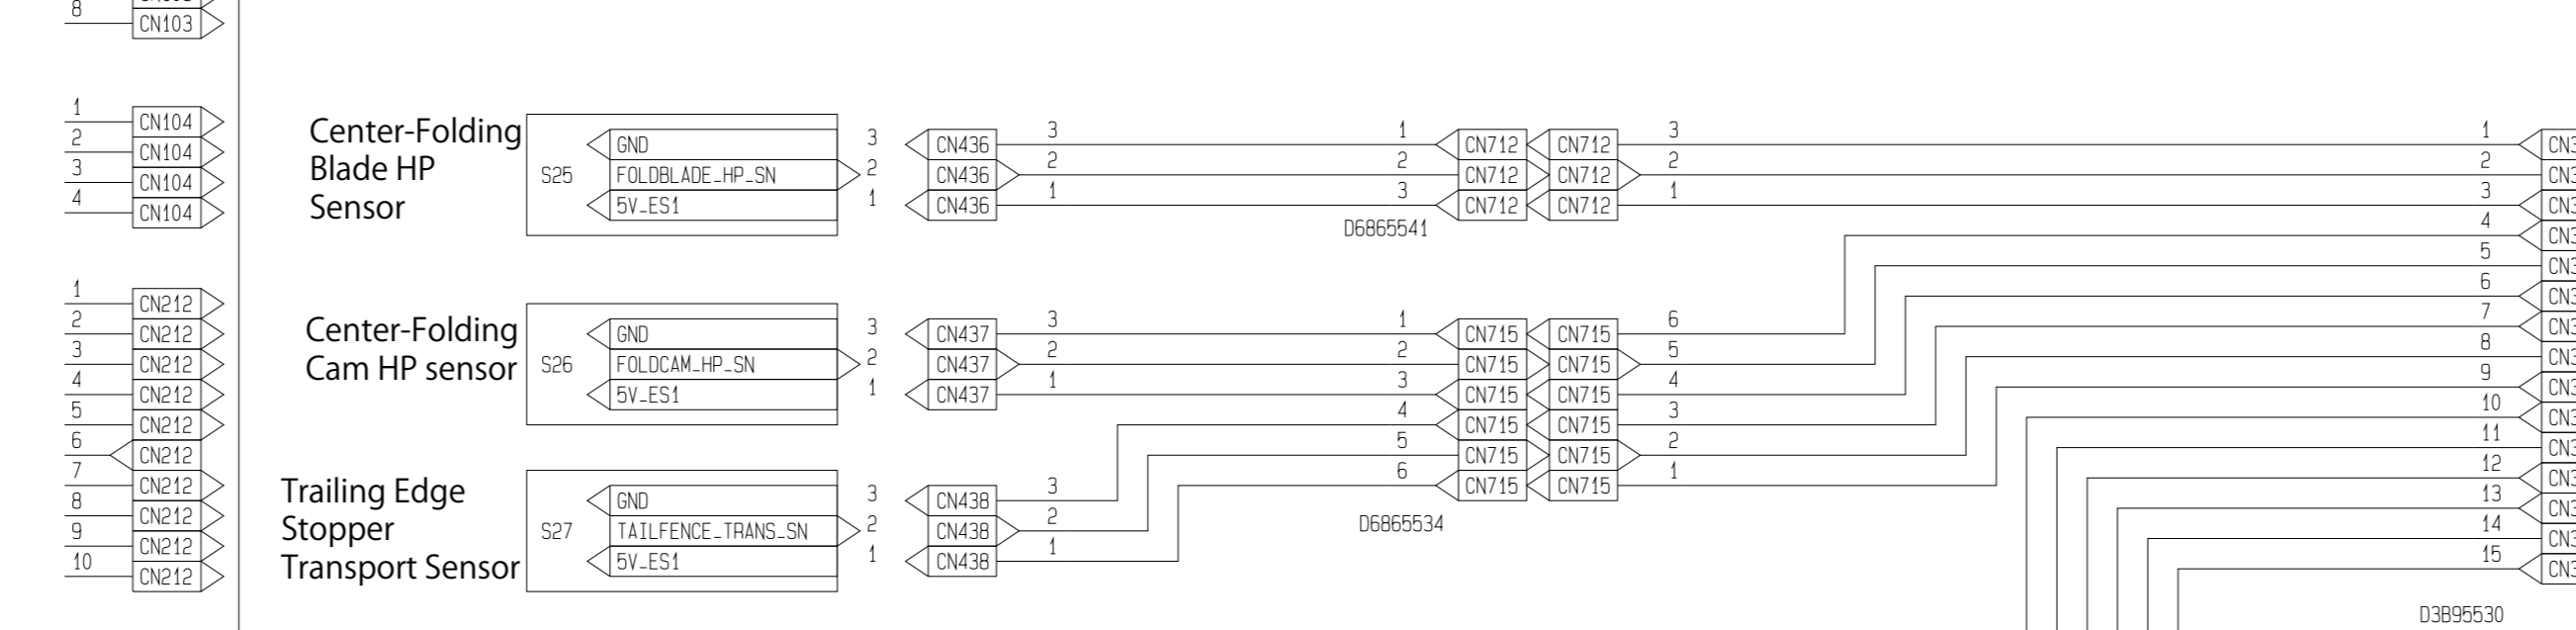 8
CN103
1 CN104
2 CN104
3 CN104
4 CN104
1 CN212
2 CN212
3 CN212
4 CN212
5 CN212
6 CN212
7 CN212
8 CN212
9 CN212
10 CN212
Center-Folding
Blade HP
Sensor
S25
GND 3 CN436 3 1 CN712 CN712 3 1
FOLDBLADE_HP_SN 2 CN436 2 2 CN712 CN712 2 2
5V_ES1 1 CN436 1 3 CN712 CN712 1 3
D6865541
Center-Folding
Cam HP sensor
S26
GND 3 CN437 3 1 CN715 CN715 6 4
FOLDCAM_HP_SN 2 CN437 2 2 CN715 CN715 5 5
5V_ES1 1 CN437 1 3 CN715 CN715 4 6
4 CN715 CN715 3 7
5 CN715 CN715 2 8
6 CN715 CN715 1 9
D6865534
Trailing Edge
Stopper
Transport Sensor
S27
GND 3 CN438 3
TAILFENCE_TRANS_SN 2 CN438 2
5V_ES1 1 CN438 1
10
11
12
13
14
15
D3B95530